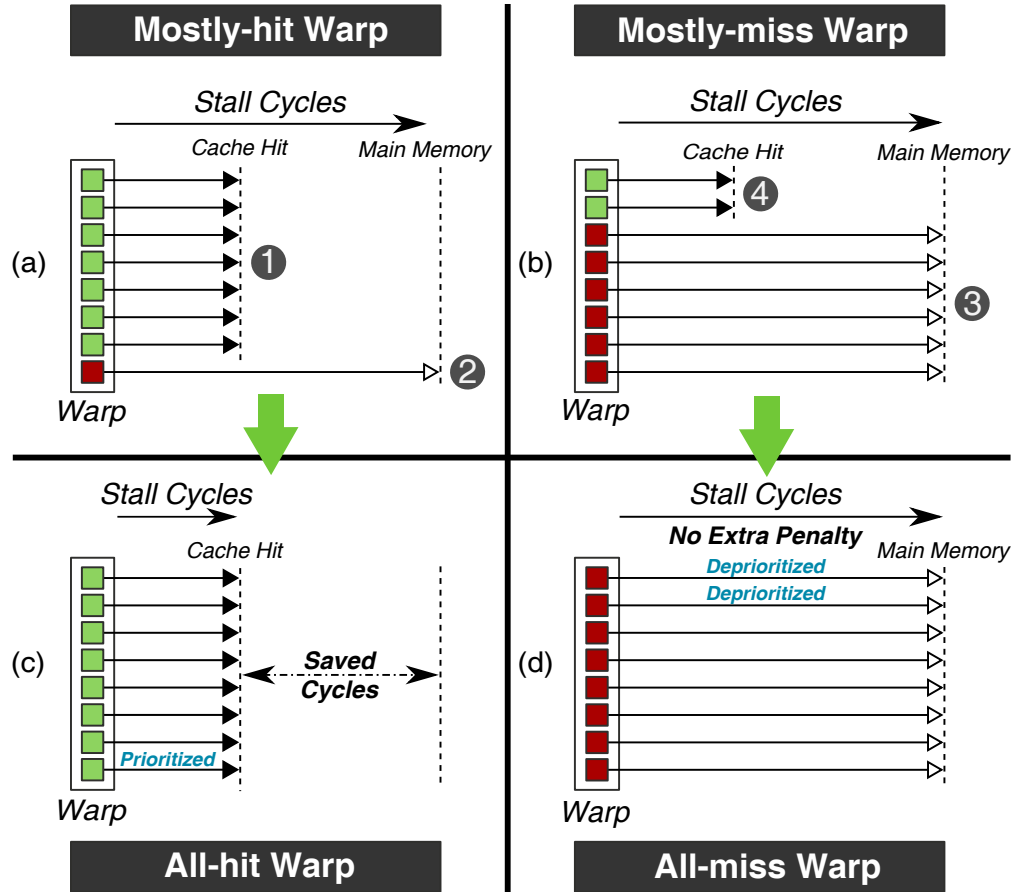 Mostly-hit Warp
Stall Cycles
Cache Hit
Main Memory
(a)
1
2
Warp
Mostly-miss Warp
Stall Cycles
Cache Hit
Main Memory
4
(b)
3
Warp
Stall Cycles
Cache Hit
(c)
Saved
Cycles
Prioritized
Warp
All-hit Warp
Stall Cycles
No Extra Penalty
Main Memory
Deprioritized
Deprioritized
(d)
Warp
All-miss Warp